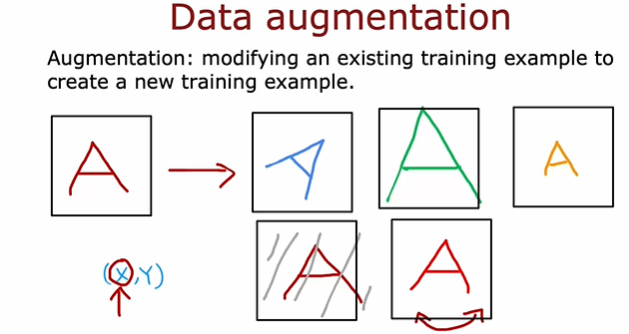 Data augmentation
Augmentation: modifying an existing training example to
create a new training example.
A A A A
(X,Y) A A